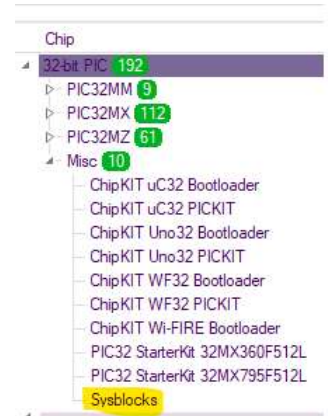 Chip
32-bit PIC 192
PIC32MM 9
PIC32MX 112
PIC32MZ 61
Misc 10
ChipKIT uC32 Bootloader
ChipKIT uC32 PICKIT
ChipKIT Uno32 Bootloader
ChipKIT Uno32 PICKIT
ChipKIT WF32 Bootloader
ChipKIT WF32 PICKIT
ChipKIT Wi-FIRE Bootloader
PIC32 StarterKit 32MX360F512L
PIC32 StarterKit 32MX795F512L
Sysblocks